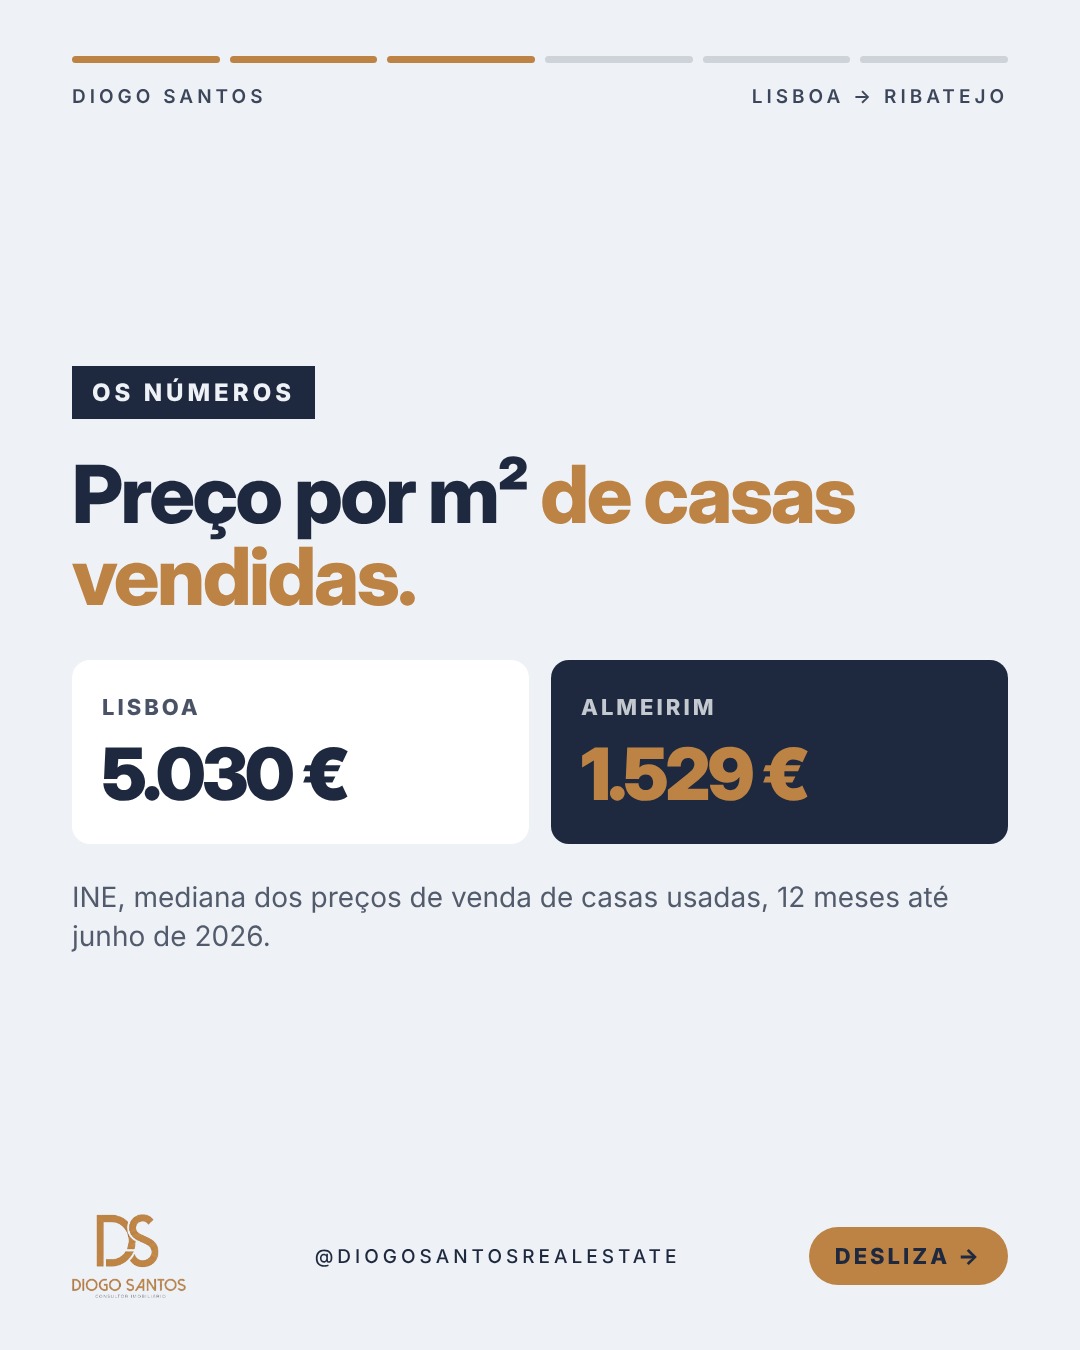 DIOGO SANTOS
LISBOA → RIBATEJO
OS NÚMEROS
Preço por m² de casas
vendidas.
LISBOA
5.030 €
ALMEIRIM
1.529 €
INE, mediana dos preços de venda de casas usadas, 12 meses até
junho de 2026.
DS
DIOGO SANTOS
CONSULTOR IMOBILIÁRIO
@DIOGOSANTOSREALESTATE
DESLIZA →